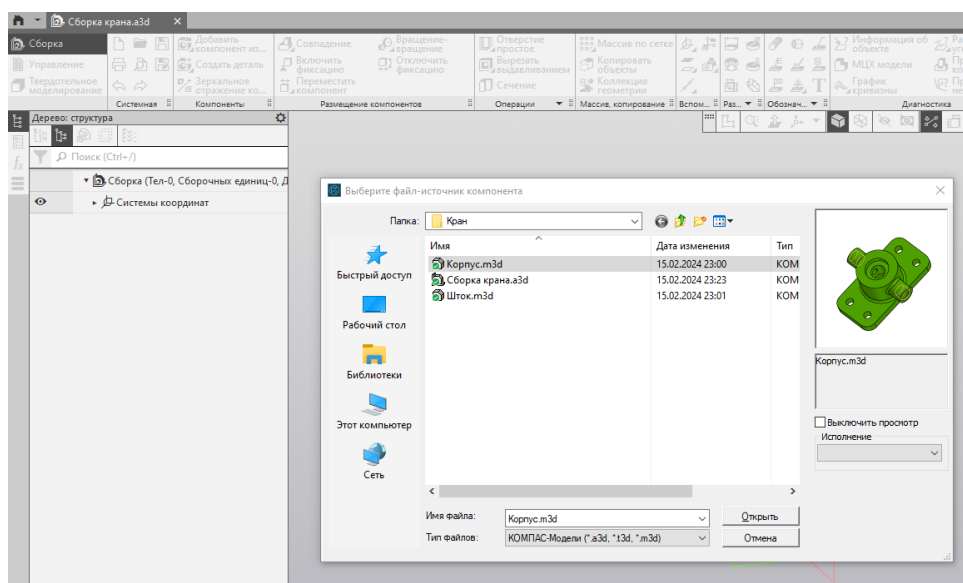 Сборка крана.a3d
Сборка
Управление
Твердотельное моделирование
Системная
Добавить компонент из...
Создать деталь
Зеркальное отражение ко...
Компоненты
Совпадение
Включить фиксацию
Переместить компонент
Вращение-вращение
Отключить фиксацию
Размещение компонентов
Отверстие простое
Вырезать выдавливанием
Сечение
Операции
Массив по сетке
Копировать объекты
Коллекция геометрии
Массив, копирование
Вспом...
Раз...
Обознач...
Информация об объекте
МЦХ модели
График кривизны
Диагностика
Дерево: структура
Поиск (Ctrl+/)
Сборка (Тел-0, Сборочных единиц-0, Д
Системы координат
Выберите файл-источник компонента
Папка: Кран
Быстрый доступ
Рабочий стол
Библиотеки
Этот компьютер
Сеть
Имя Дата изменения Тип
Корпус.m3d 15.02.2024 23:00 КОМ
Сборка крана.a3d 15.02.2024 23:23 КОМ
Шток.m3d 15.02.2024 23:01 КОМ
Корпус.m3d
Выключить просмотр
Исполнение
Имя файла: Корпус.m3d Открыть
Тип файлов: КОМПАС-Модели (*.a3d, *.t3d, *.m3d) Отмена